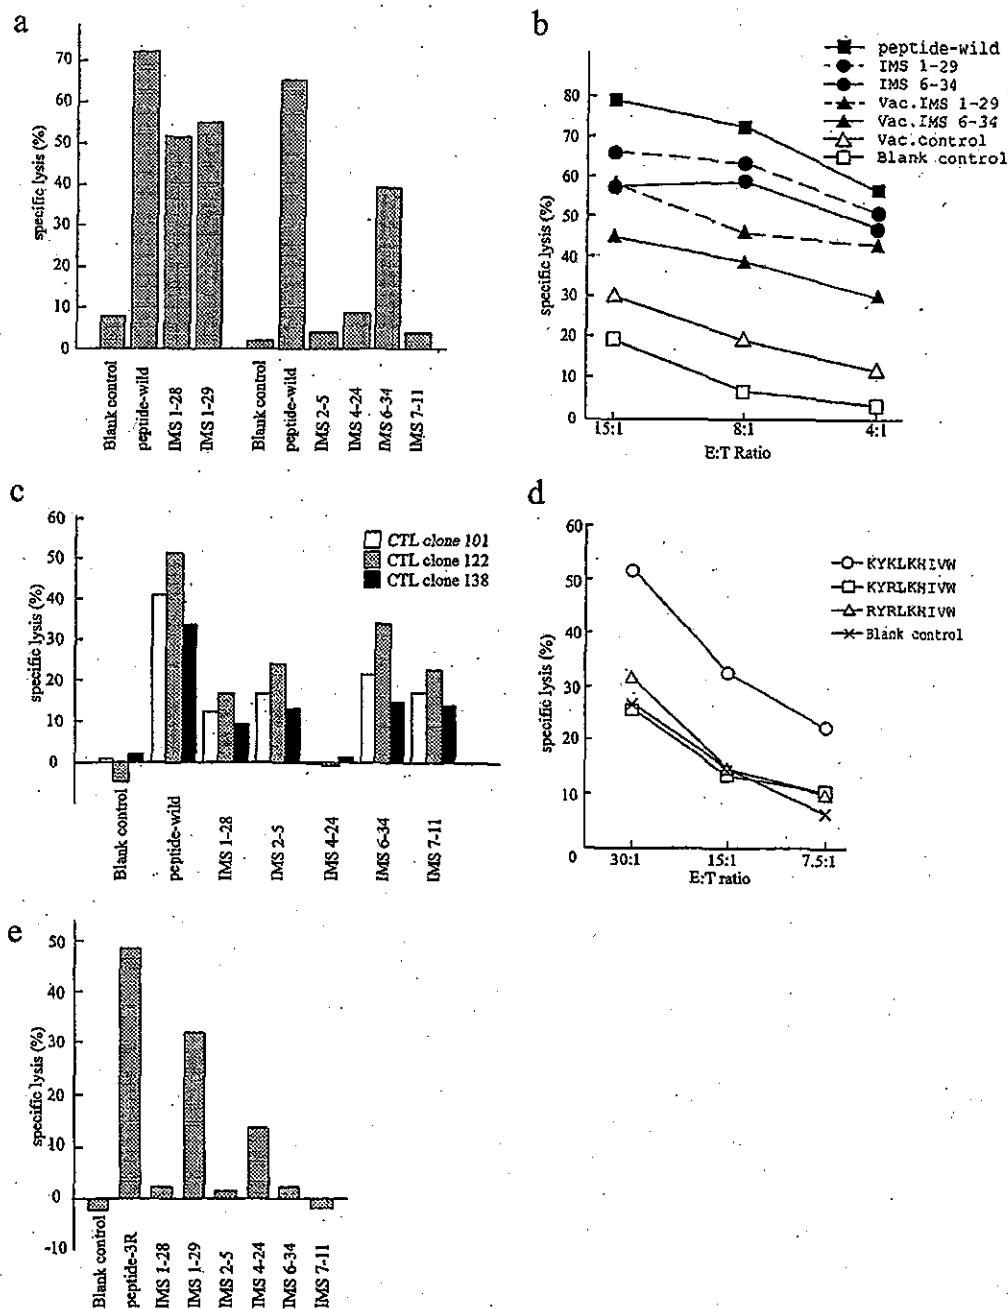 a
specific lysis (%)
70
60
50
40
30
20
10
0
Blank control
peptide-wild
IMS 1-28
IMS 1-29
Blank control
peptide-wild
IMS 2-5
IMS 4-24
IMS 6-34
IMS 7-11
b
specific lysis (%)
80
70
60
50
40
30
20
10
0
15:1
8:1
4:1
E:T Ratio
peptide-wild
IMS 1-29
IMS 6-34
Vac.IMS 1-29
Vac.IMS 6-34
Vac.control
Blank control
c
specific lysis (%)
60
50
40
30
20
10
0
CTL clone 101
CTL clone 122
CTL clone 138
Blank control
peptide-wild
IMS 1-28
IMS 2-5
IMS 4-24
IMS 6-34
IMS 7-11
d
specific lysis (%)
60
50
40
30
20
10
0
30:1
15:1
7.5:1
E:T ratio
KYKLKHIVW
KYRLKHIVW
RYRLKHIVW
Blank control
e
specific lysis (%)
50
40
30
20
10
0
-10
Blank control
peptide-3R
IMS 1-28
IMS 1-29
IMS 2-5
IMS 4-24
IMS 6-34
IMS 7-11